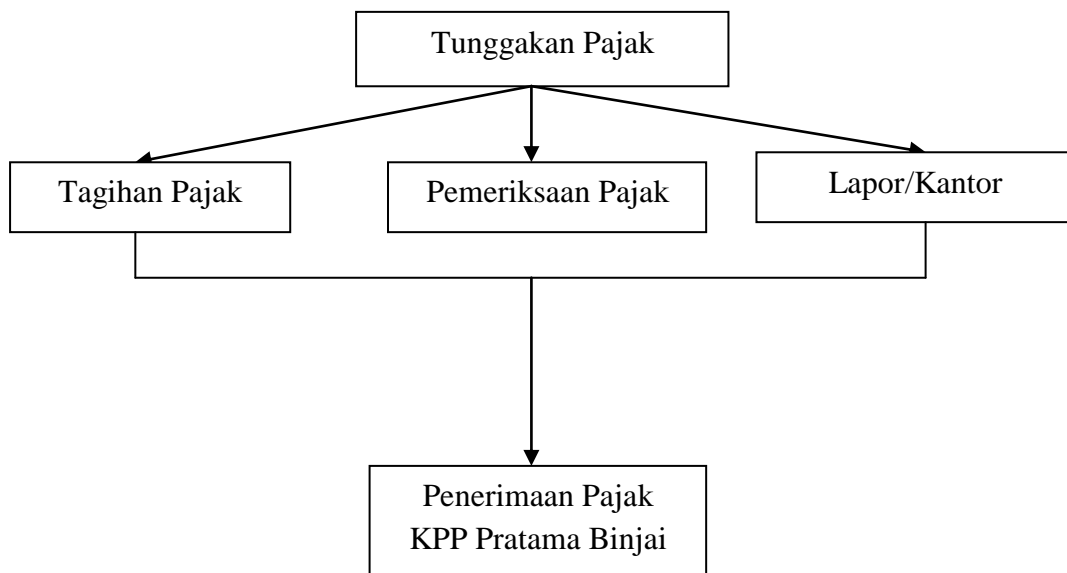 Tunggakan Pajak
Tagihan Pajak
Pemeriksaan Pajak
Lapor/Kantor
Penerimaan Pajak
KPP Pratama Binjai